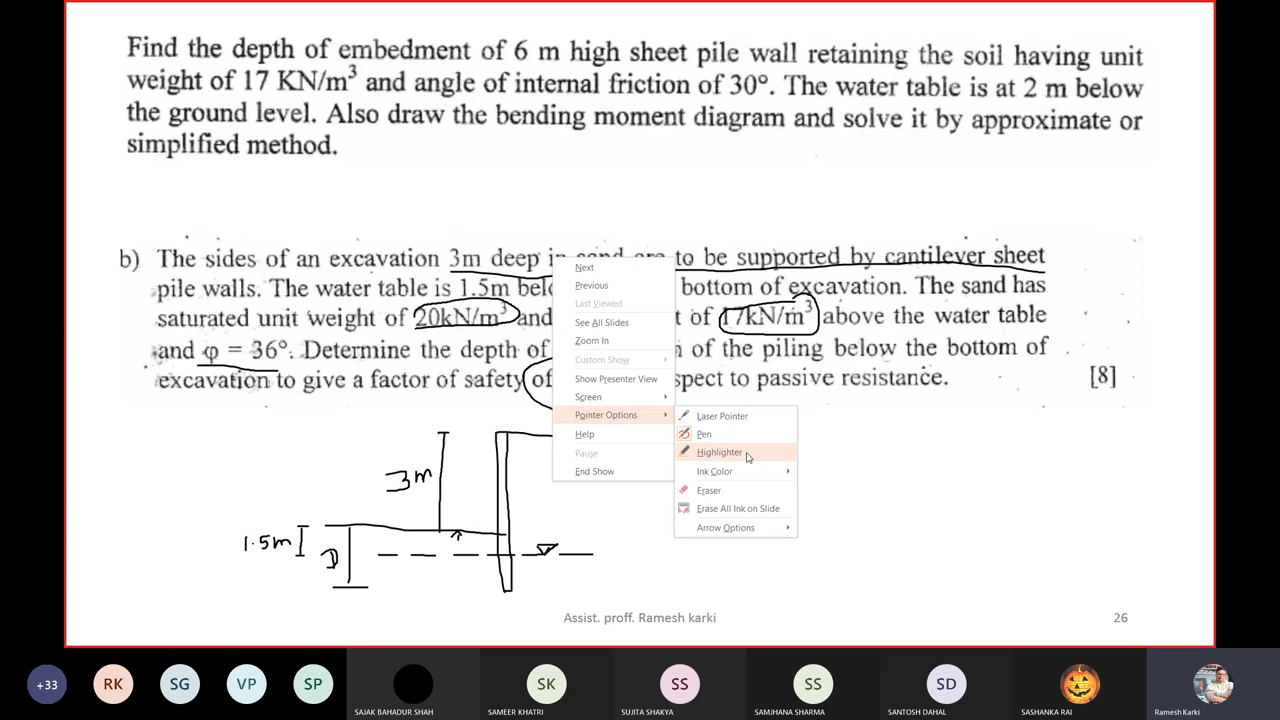 Find the depth of embedment of 6 m high sheet pile wall retaining the soil having unit
weight of 17 KN/m³ and angle of internal friction of 30°. The water table is at 2 m below
the ground level. Also draw the bending moment diagram and solve it by approximate or
simplified method.
b) The sides of an excavation 3m deep in sand are to be supported by cantilever sheet
pile walls. The water table is 1.5m bottom of excavation. The sand has
saturated unit weight of 20kN/m³ and of 17kN/m³ above the water table
and φ = 36°. Determine the depth of of the piling below the bottom of
excavation to give a factor of safety of respect to passive resistance.
[8]
Next
Previous
Last Viewed
See All Slides
Zoom In
Custom Show
Show Presenter View
Screen
Pointer Options
Help
Pause
End Show
Laser Pointer
Pen
Highlighter
Ink Color
Eraser
Erase All Ink on Slide
Arrow Options
3m
1.5m
D
Assist. proff. Ramesh karki
26
+33
RK
SG
VP
SP
SK
SS
SS
SD
SAJAK BAHADUR SHAH
SAMEER KHATRI
SUJITA SHAKYA
SAMJHANA SHARMA
SANTOSH DAHAL
SASHANKA RAI
Ramesh Karki